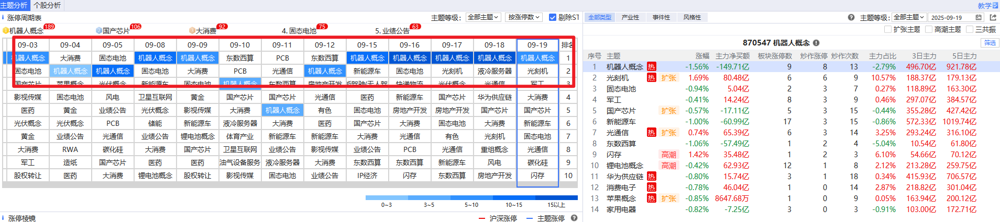 主题分析 个股分析 教学
涨停周期表 主题等级: 全部主题 按涨停数 剔除ST
1 机器人概念 189 2 国产芯片 106 3 大消费 92 4. 固态电池 75 5. 业绩公告 63
09-03 09-04 09-05 09-08 09-09 09-10 09-11 09-12 09-15 09-16 09-17 09-18 09-19 排名
机器人概念 大消费 固态电池 机器人概念 机器人概念 东数西算 PCB 东数西算 机器人概念 机器人概念 机器人概念 机器人概念 机器人概念 1
固态电池 机器人概念 机器人概念 固态电池 大消费 PCB 光通信 机器人概念 新能源车 固态电池 光刻机 液冷服务器 光刻机 2
国产芯片 苹果概念 光伏概念 新能源车 固态电池 机器人概念 东数西算 房地产开发 能驾驶/无人驾 快递物流 光伏概念 光通信 军工 3
影视传媒 固态电池 风电 卫星互联网 黄金 国产芯片 国产芯片 光通信 医药 新能源车 国产芯片 华为供应链 大消费 4
医药 黄金 业绩公告 光伏概念 影视传媒 大消费 机器人概念 有色 固态电池 房地产开发 房地产开发 国产芯片 国产芯片 5
光伏概念 光伏概念 PCB 储能 新能源车 液冷服务器 大消费 医药 国产芯片 大消费 固态电池 大消费 新能源车 6
黄金 业绩公告 光通信 业绩公告 锂电池概念 体育产业 新能源车 新能源车 大消费 光通信 有色 光刻机 固态电池 7
大消费 RWA 碳化硅 大消费 国产芯片 卫星互联网 业绩公告 影视传媒 业绩公告 PCB 光通信 重组概念 光通信 8
军工 造纸 国产芯片 医药 医药 油气设备服务 液冷服务器 大消费 东数西算 东数西算 新能源车 风电 碳化硅 9
股权转让 医药 大消费 锂电池概念 股权转让 影视传媒 固态电池 业绩公告 IP经济 闪存 东数西算 房地产开发 闪存 10
0~3 3~5 5~10 10~15 15以上
涨停棱镜 沪深涨停 主题涨停
全部类型 产业性 事件性 风格性 主题等级: 全部主题 2025-09-19
扩张主题 高潮主题 三共振
870547 机器人概念 筛选
序号 主题 涨幅 主力净买额 板块涨停数 炒作涨停 炒作次数 主力占比 3日主力 5日主力
1 机器人概念 热 -1.56% -149.71亿 9 8 13 -2.79% 496.70亿 921.78亿
2 光刻机 热 扩张 1.69% 80.48亿 6 6 9 10.57% 188.37亿 179.13亿
3 固态电池 -0.94% 5.04亿 2 3 7 0.27% 118.89亿 163.30亿
4 军工 -0.41% 14.24亿 8 3 9 0.46% 297.07亿 384.57亿
5 国产芯片 扩张 -0.57% -17.11亿 5 3 15 -0.44% 355.28亿 427.42亿
6 新能源车 -1.00% -60.99亿 17 3 15 -0.86% 572.33亿 1019.74亿
7 光通信 热 扩张 0.74% 65.39亿 6 3 14 3.25% 293.24亿 316.10亿
8 东数西算 -1.06% -57.49亿 1 2 4 -5.04% 10.54亿 61.80亿
9 闪存 高潮 1.42% 35.48亿 1 2 3 6.10% 54.66亿 70.12亿
10 锂电池概念 高潮 -0.42% 62.93亿 12 1 8 2.12% 213.28亿 259.75亿
11 华为供应链 热 -0.80% 15.74亿 3 1 18 0.34% 415.93亿 706.57亿
12 消费电子 热 -0.78% 46.04亿 1 0 14 2.87% 218.82亿 301.04亿
13 苹果概念 热 扩张 -0.85% 8647.68万 1 0 9 0.05% 163.94亿 200.12亿
14 家用电器 -0.82% -7.25亿 3 0 3 -0.91% 103.00亿 172.71亿